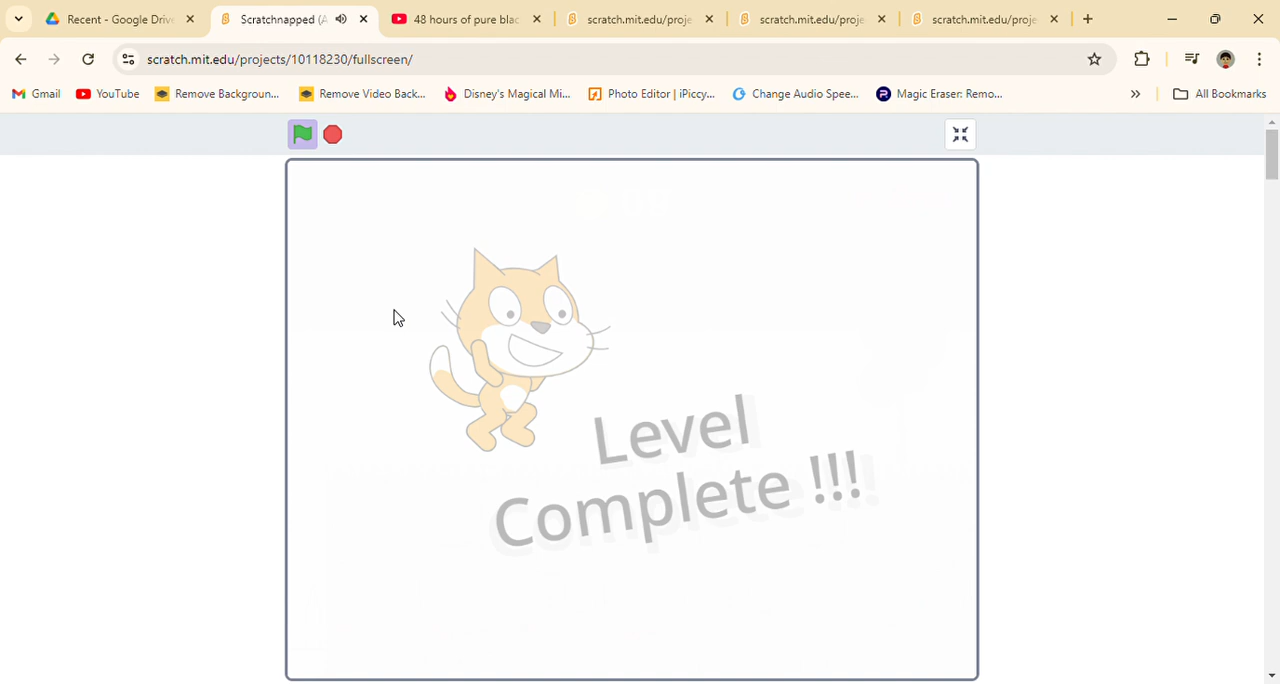 Recent - Google Drive
Scratchnapped (A
48 hours of pure blac
scratch.mit.edu/proje
scratch.mit.edu/proje
scratch.mit.edu/proje
scratch.mit.edu/projects/10118230/fullscreen/
Gmail
YouTube
Remove Backgroun...
Remove Video Back...
Disney's Magical Mi...
Photo Editor | iPiccy...
Change Audio Spee...
Magic Eraser: Remo...
All Bookmarks
Level
Complete !!!